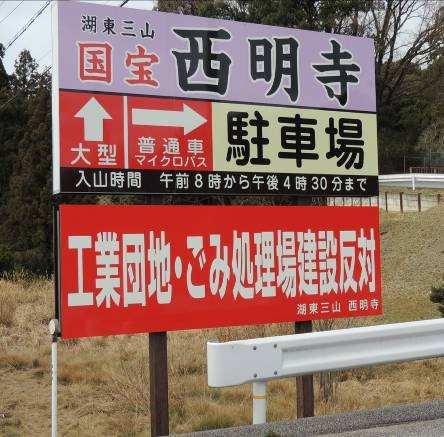 湖東三山
国宝 西明寺
大型
普通車
マイクロバス
駐車場
入山時間 午前8時から午後4時30分まで
工業団地・ごみ処理場建設反対
湖東三山 西明寺